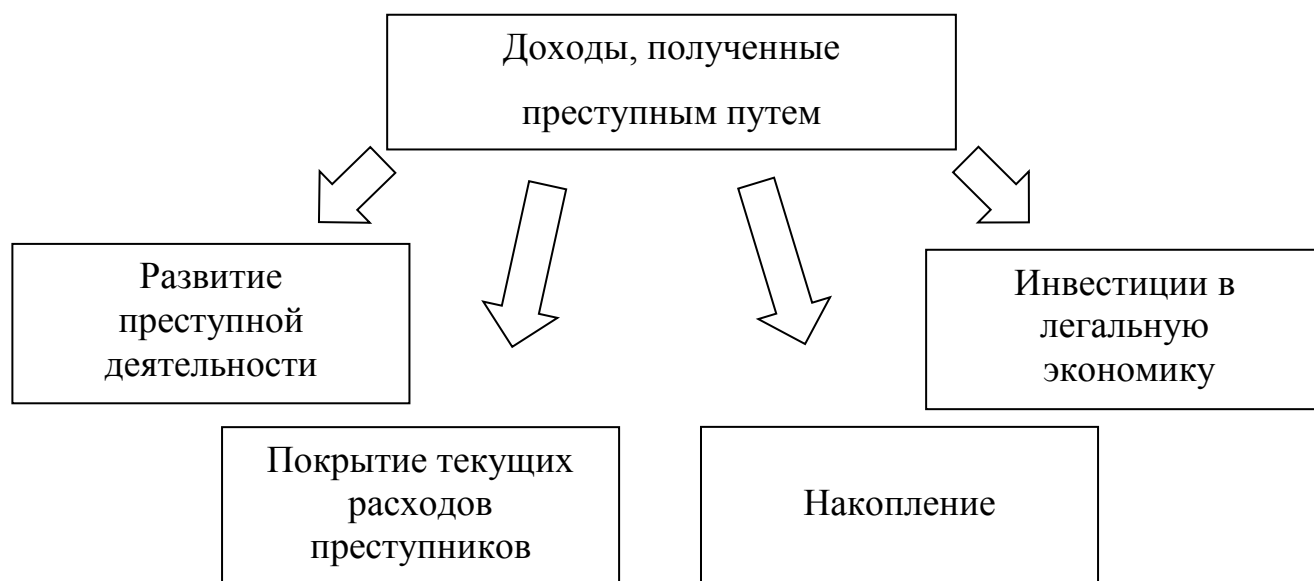 Доходы, полученные
преступным путем
Развитие
преступной
деятельности
Инвестиции в
легальную
экономику
Покрытие текущих
расходов
преступников
Накопление